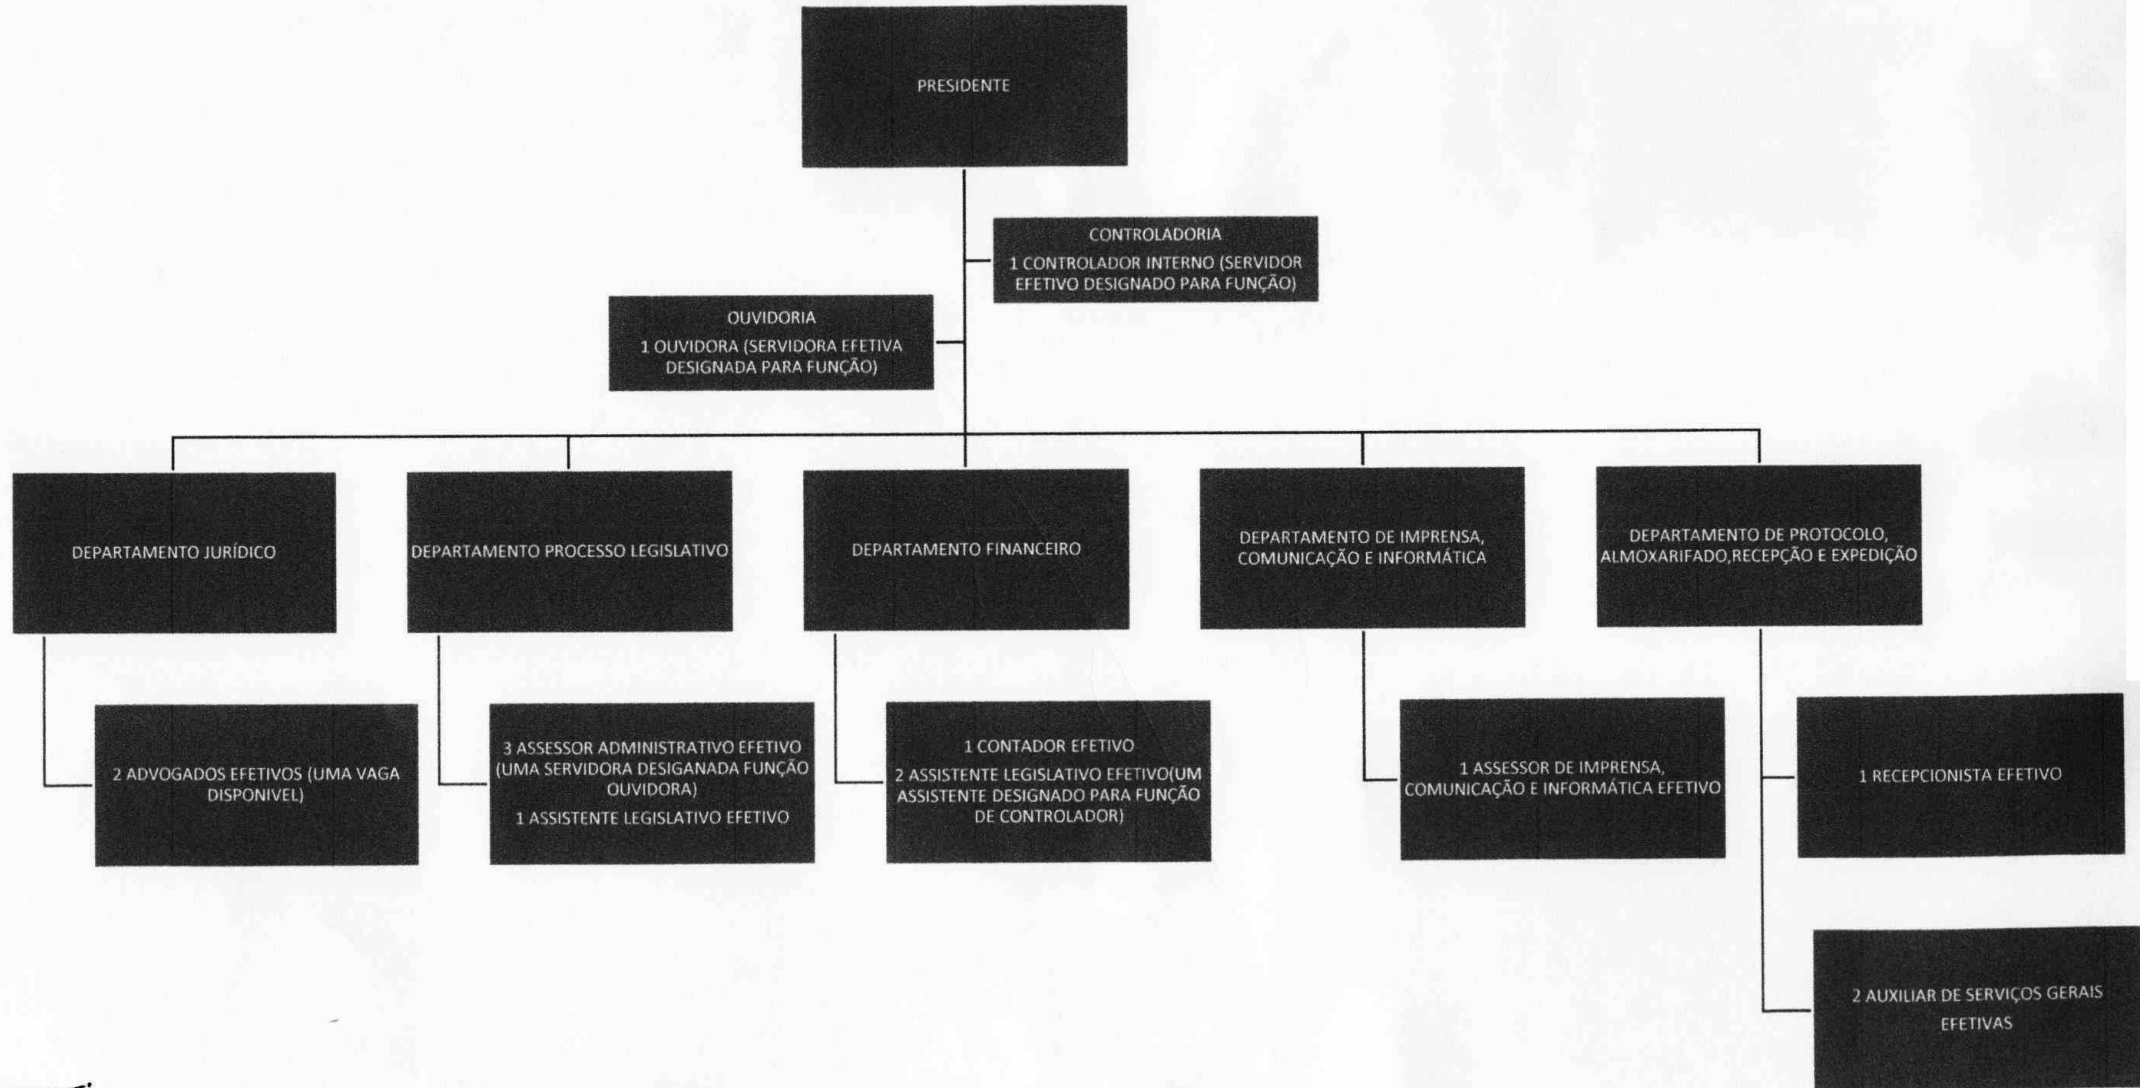 PRESIDENTE
CONTROLADORIA
1 CONTROLADOR INTERNO (SERVIDOR
EFETIVO DESIGNADO PARA FUNÇÃO)
OUVIDORIA
1 OUVIDORA (SERVIDORA EFETIVA
DESIGNADA PARA FUNÇÃO)
DEPARTAMENTO JURÍDICO
DEPARTAMENTO PROCESSO LEGISLATIVO
DEPARTAMENTO FINANCEIRO
DEPARTAMENTO DE IMPRENSA,
COMUNICAÇÃO E INFORMÁTICA
DEPARTAMENTO DE PROTOCOLO,
ALMOXARIFADO,RECEPÇÃO E EXPEDIÇÃO
2 ADVOGADOS EFETIVOS (UMA VAGA
DISPONIVEL)
3 ASSESSOR ADMINISTRATIVO EFETIVO
(UMA SERVIDORA DESIGANADA FUNÇÃO
OUVIDORA)
1 ASSISTENTE LEGISLATIVO EFETIVO
1 CONTADOR EFETIVO
2 ASSISTENTE LEGISLATIVO EFETIVO(UM
ASSISTENTE DESIGNADO PARA FUNÇÃO
DE CONTROLADOR)
1 ASSESSOR DE IMPRENSA,
COMUNICAÇÃO E INFORMÁTICA EFETIVO
1 RECEPCIONISTA EFETIVO
2 AUXILIAR DE SERVIÇOS GERAIS
EFETIVAS